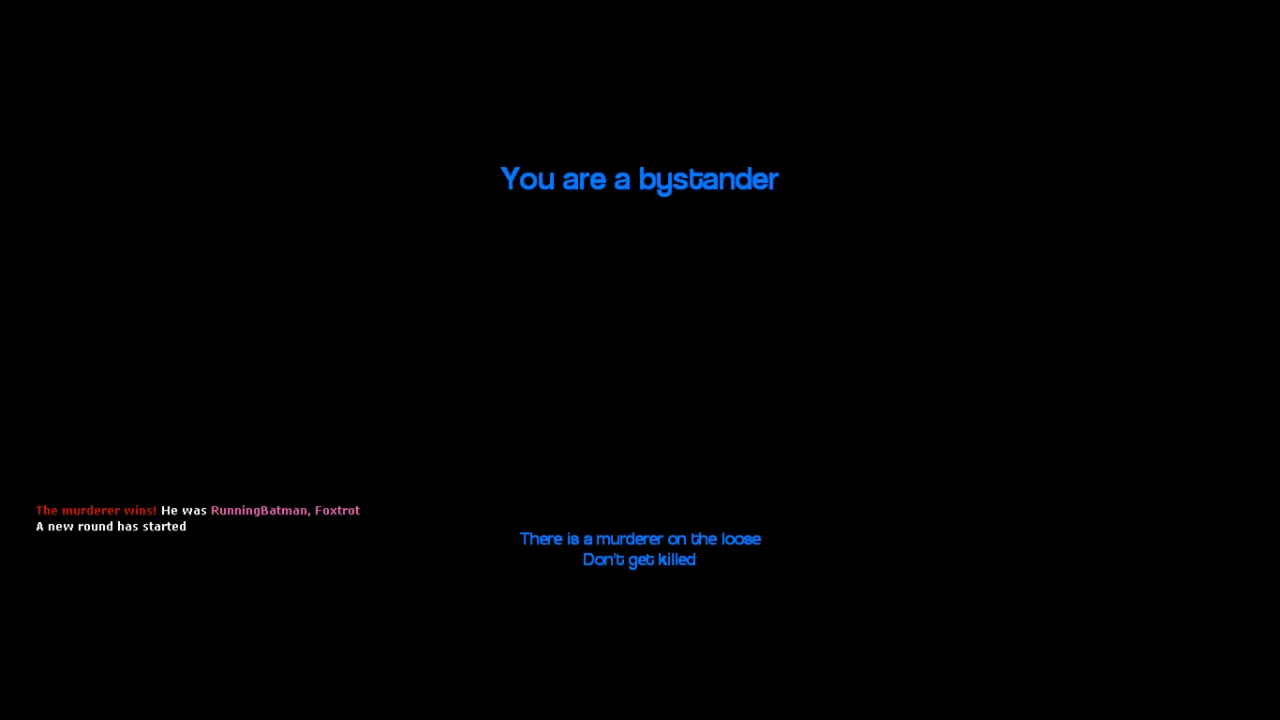 You are a bystander
The murderer wins! He was RunningBatman, Foxtrot
A new round has started
There is a murderer on the loose
Don't get killed